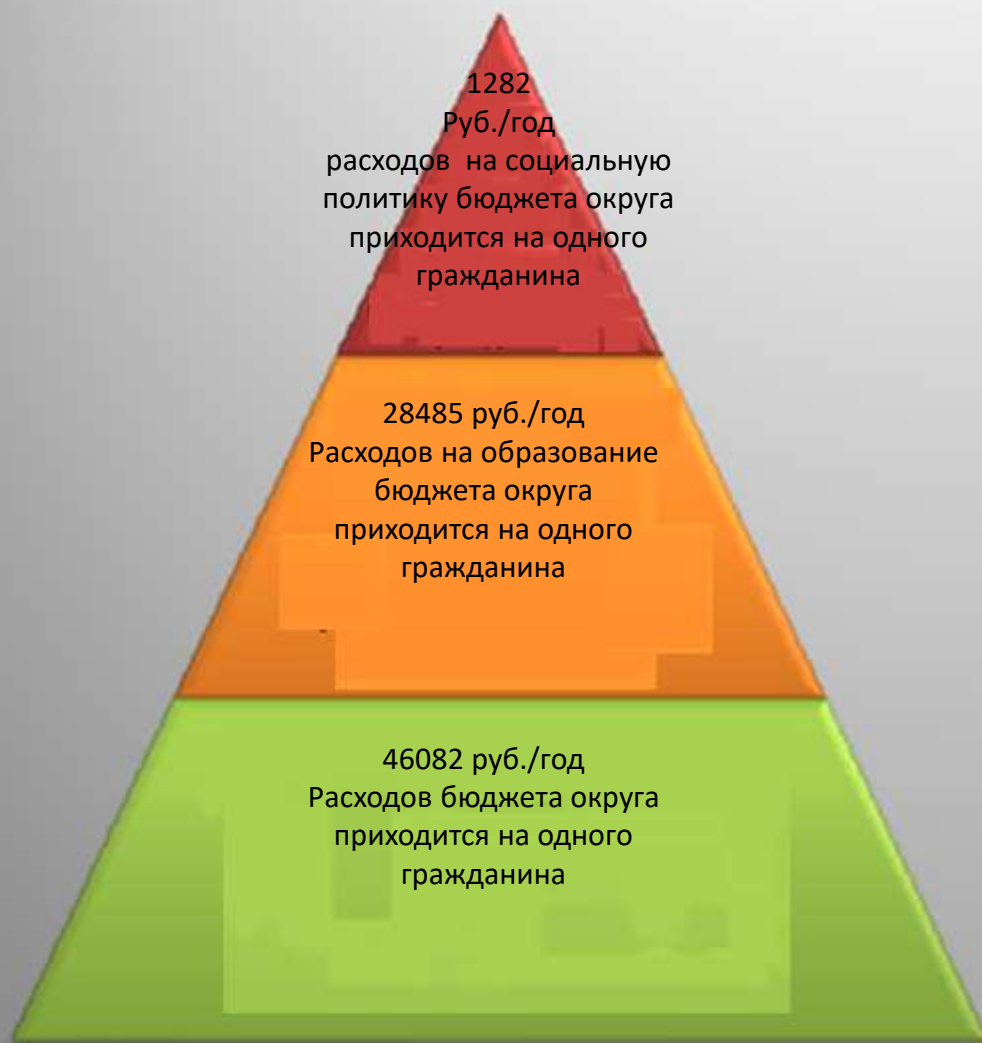 1282
Руб./год
расходов на социальную
политику бюджета округа
приходится на одного
гражданина
28485 руб./год
Расходов на образование
бюджета округа
приходится на одного
гражданина
46082 руб./год
Расходов бюджета округа
приходится на одного
гражданина